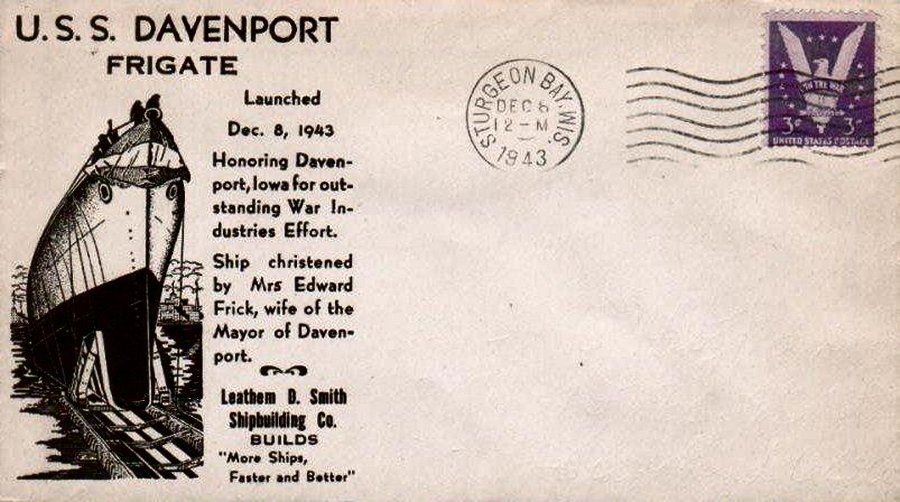 U. S. S. DAVENPORT
FRIGATE
Launched
Dec. 8, 1943
Honoring Daven-
port, Iowa for out-
standing War In-
dustries Effort.
Ship christened
by Mrs Edward
Frick, wife of the
Mayor of Daven-
port.
Leathem D. Smith
Shipbuilding Co.
BUILDS
"More Ships,
Faster and Better"
STURGEON BAY. WIS.
DEC 8
12-M
1943
WIN THE WAR
3¢ 3¢
UNITED STATES POSTAGE